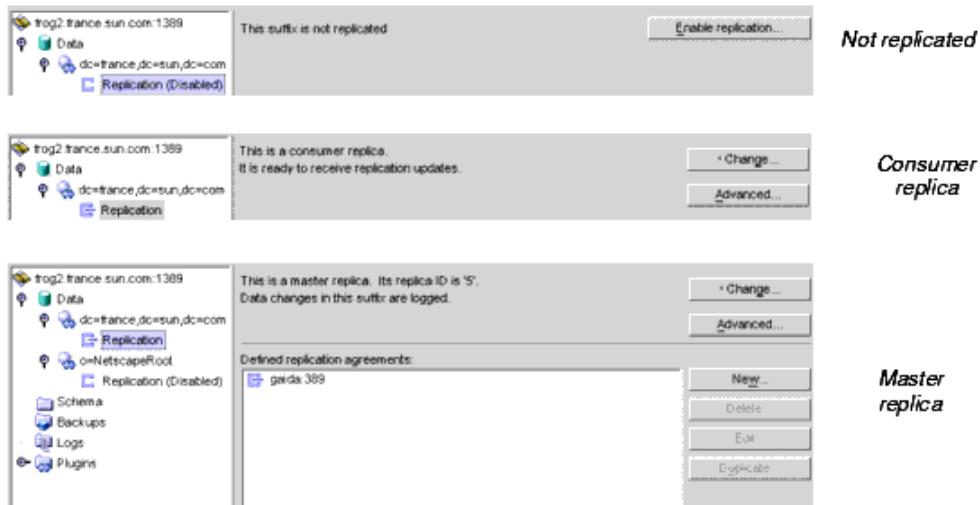 frog2.france.sun.com:1389
Data
dc=france,dc=sun,dc=com
Replication (Disabled)
This suffix is not replicated
Enable replication...
Not replicated
frog2.france.sun.com:1389
Data
dc=france,dc=sun,dc=com
Replication
This is a consumer replica.
It is ready to receive replication updates.
Change...
Advanced...
Consumer
replica
frog2.france.sun.com:1389
Data
dc=france,dc=sun,dc=com
Replication
o=NetscapeRoot
Replication (Disabled)
Schema
Backups
Logs
Plugins
This is a master replica. Its replica ID is '5'.
Data changes in this suffix are logged.
Change...
Advanced...
Defined replication agreements:
gaida:389
New...
Delete
Edit
Duplicate
Master
replica